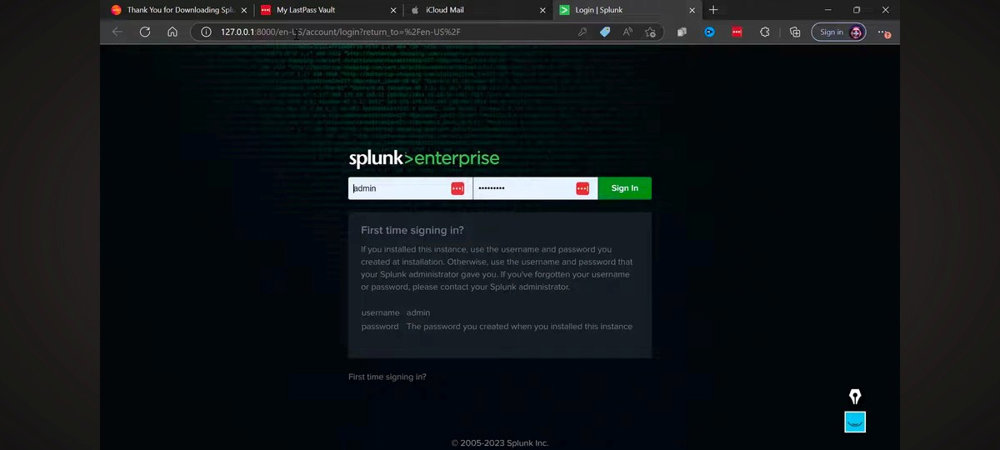 Thank You for Downloading Splu
My LastPass Vault
iCloud Mail
Login | Splunk
127.0.0.1:8000/en-US/account/login?return_to=%2Fen-US%2F
Sign in
splunk>enterprise
admin
•••••••••
Sign In
First time signing in?
If you installed this instance, use the username and password you
created at installation. Otherwise, use the username and password that
your Splunk administrator gave you. If you've forgotten your username
or password, please contact your Splunk administrator.
username admin
password The password you created when you installed this instance
First time signing in?
© 2005-2023 Splunk Inc.